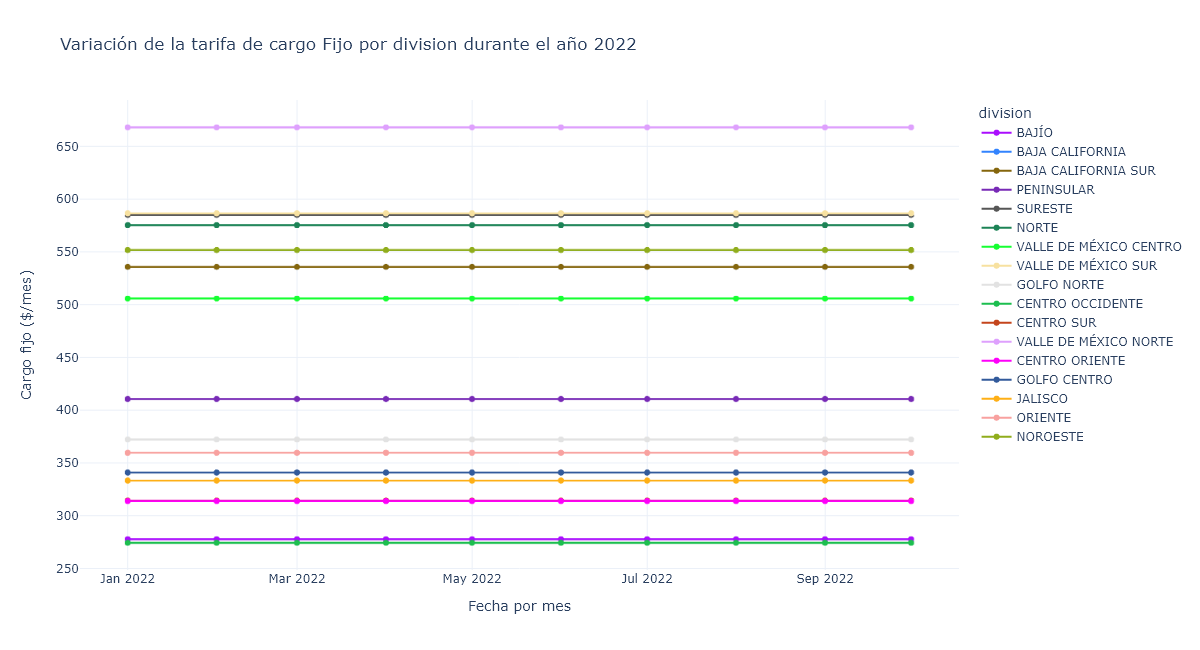 Variación de la tarifa de cargo Fijo por division durante el año 2022
division
BAJÍO
BAJA CALIFORNIA
BAJA CALIFORNIA SUR
PENINSULAR
SURESTE
NORTE
VALLE DE MÉXICO CENTRO
VALLE DE MÉXICO SUR
GOLFO NORTE
CENTRO OCCIDENTE
CENTRO SUR
VALLE DE MÉXICO NORTE
CENTRO ORIENTE
GOLFO CENTRO
JALISCO
ORIENTE
NOROESTE
Cargo fijo ($/mes)
650
600
550
500
450
400
350
300
250
Jan 2022 Mar 2022 May 2022 Jul 2022 Sep 2022
Fecha por mes